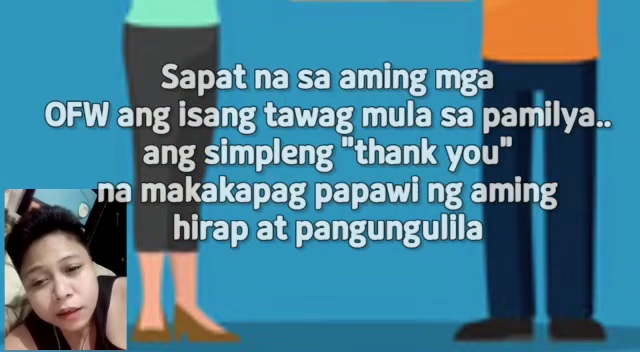 Sapat na sa aming mga
OFW ang isang tawag mula sa pamilya..
ang simpleng "thank you"
na makakapag papawi ng aming
hirap at pangungulila